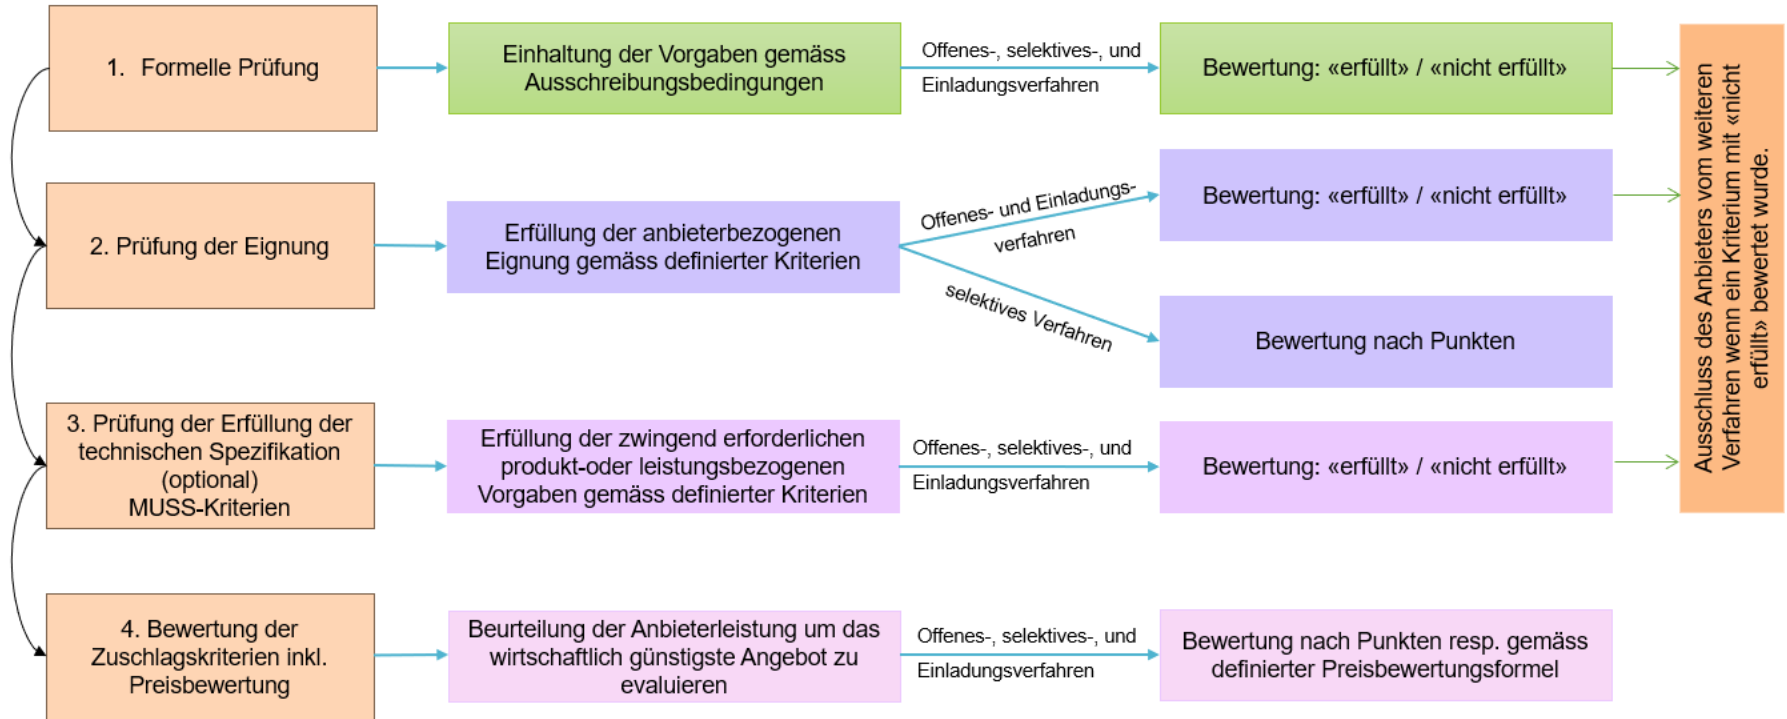 1. Formelle Prüfung
Einhaltung der Vorgaben gemäss
Ausschreibungsbedingungen
Offenes-, selektives-, und
Einladungsverfahren
Bewertung: «erfüllt» / «nicht erfüllt»
2. Prüfung der Eignung
Erfüllung der anbieterbezogenen
Eignung gemäss definierter Kriterien
Offenes- und Einladungs-
verfahren
Bewertung: «erfüllt» / «nicht erfüllt»
selektives Verfahren
Bewertung nach Punkten
3. Prüfung der Erfüllung der
technischen Spezifikation
(optional)
MUSS-Kriterien
Erfüllung der zwingend erforderlichen
produkt-oder leistungsbezogenen
Vorgaben gemäss definierter Kriterien
Offenes-, selektives-, und
Einladungsverfahren
Bewertung: «erfüllt» / «nicht erfüllt»
4. Bewertung der
Zuschlagskriterien inkl.
Preisbewertung
Beurteilung der Anbieterleistung um das
wirtschaftlich günstigste Angebot zu
evaluieren
Offenes-, selektives-, und
Einladungsverfahren
Bewertung nach Punkten resp. gemäss
definierter Preisbewertungsformel
Ausschluss des Anbieters vom weiteren
Verfahren wenn ein Kriterium mit «nicht
erfüllt» bewertet wurde.